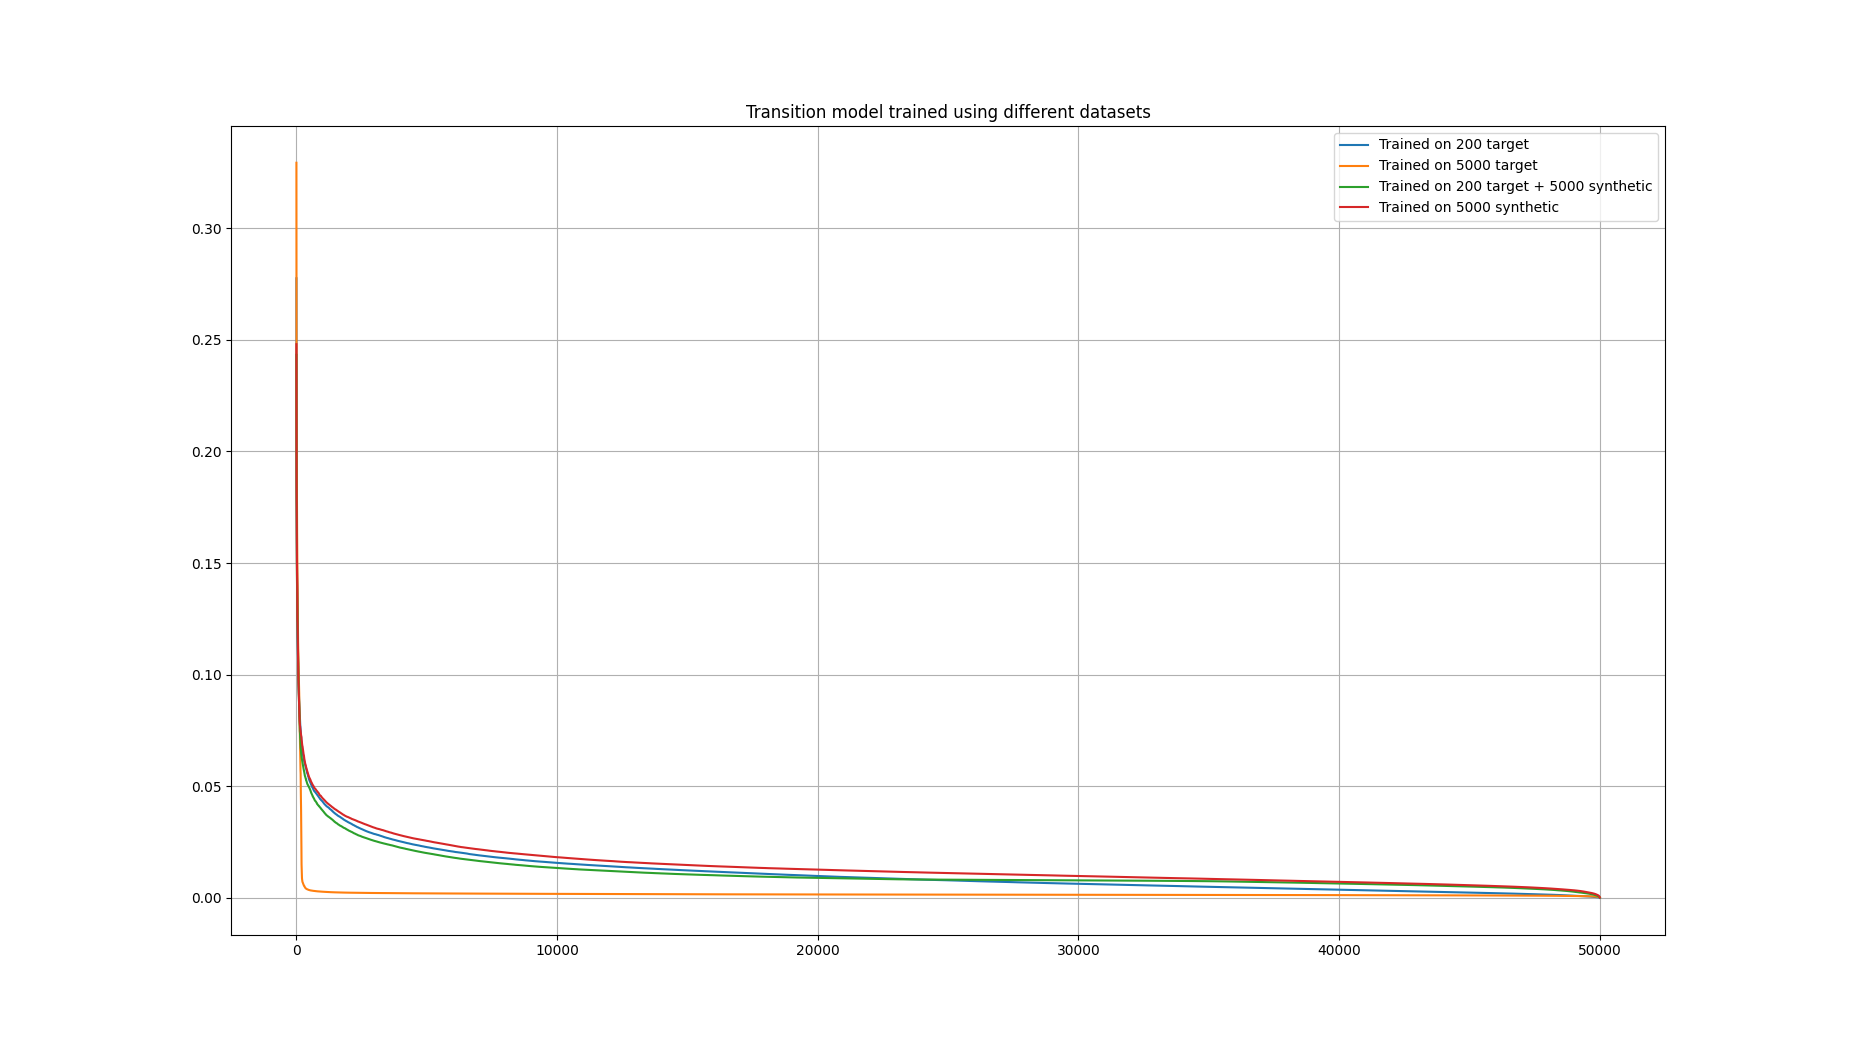 Transition model trained using different datasets
Trained on 200 target
Trained on 5000 target
Trained on 200 target + 5000 synthetic
Trained on 5000 synthetic
0.30
0.25
0.20
0.15
0.10
0.05
0.00
0 10000 20000 30000 40000 50000